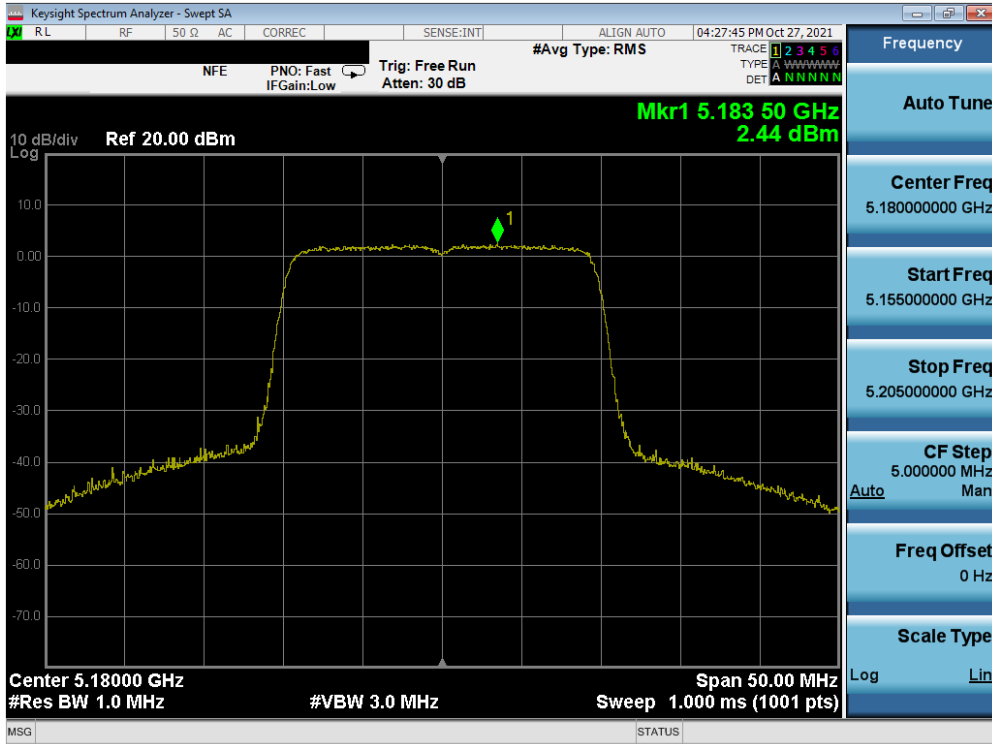 Keysight Spectrum Analyzer - Swept SA
LXI RL RF 50 Ω AC CORREC SENSE:INT ALIGN AUTO 04:27:45 PM Oct 27, 2021
NFE PNO: Fast IFGain:Low
Trig: Free Run
Atten: 30 dB
#Avg Type: RMS
TRACE 1 2 3 4 5 6
TYPE A WWWWW
DET A N N N N N
Mkr1 5.183 50 GHz
2.44 dBm
10 dB/div Ref 20.00 dBm
Log
1
10.0
0.00
-10.0
-20.0
-30.0
-40.0
-50.0
-60.0
-70.0
Center 5.18000 GHz Span 50.00 MHz
#Res BW 1.0 MHz #VBW 3.0 MHz Sweep 1.000 ms (1001 pts)
MSG STATUS
Frequency
Auto Tune
Center Freq
5.180000000 GHz
Start Freq
5.155000000 GHz
Stop Freq
5.205000000 GHz
CF Step
5.000000 MHz
Auto Man
Freq Offset
0 Hz
Scale Type
Log Lin